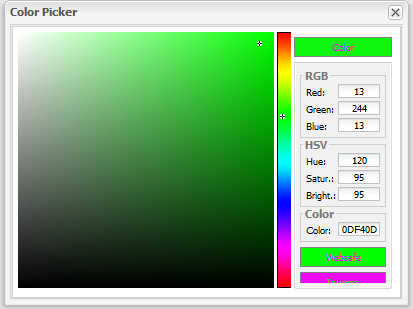 Color Picker
Color
RGB
Red: 13
Green: 244
Blue: 13
HSV
Hue: 120
Satur.: 95
Bright.: 95
Color
Color: 0DF40D
Websafe
Inverse